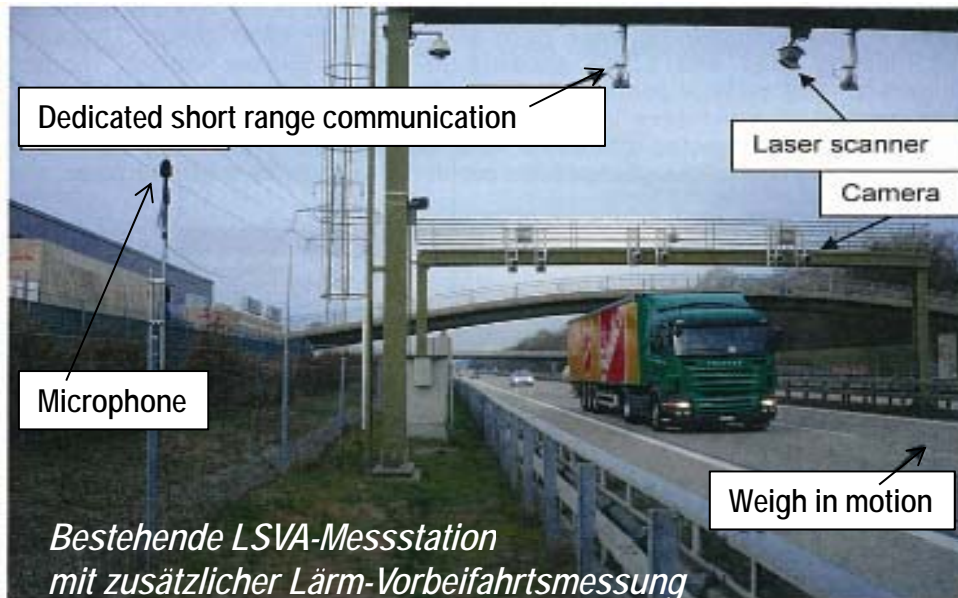 Dedicated short range communication
Laser scanner
Camera
Microphone
Weigh in motion
Bestehende LSVA-Messstation
mit zusätzlicher Lärm-Vorbeifahrtsmessung